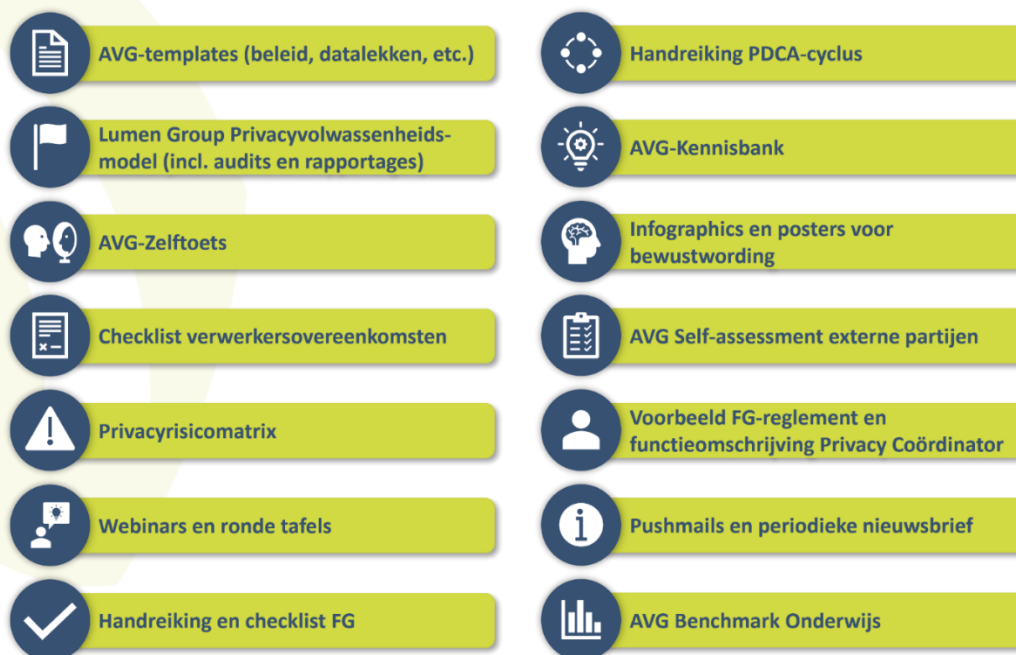 AVG-templates (beleid, datalekken, etc.)
Lumen Group Privacyvolwassenheids-
model (incl. audits en rapportages)
AVG-Zelftoets
Checklist verwerkersovereenkomsten
Privacyrisicomatrix
Webinars en ronde tafels
Handreiking en checklist FG
Handreiking PDCA-cyclus
AVG-Kennisbank
Infographics en posters voor
bewustwording
AVG Self-assessment externe partijen
Voorbeeld FG-reglement en
functieomschrijving Privacy Coördinator
Pushmails en periodieke nieuwsbrief
AVG Benchmark Onderwijs